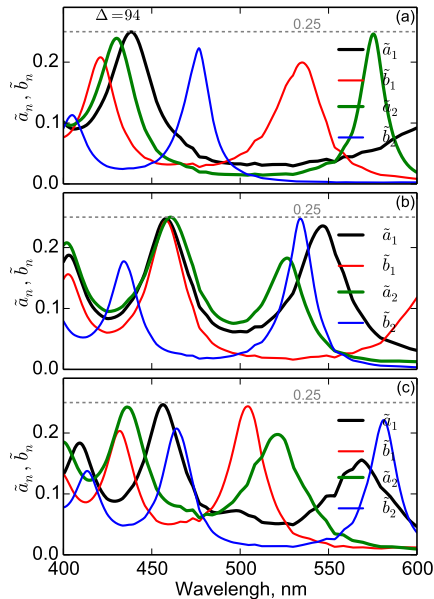 Δ=94
(a)
0.25
ã₁
b̃₁
ã₂
b̃₂
ãₙ, b̃ₙ
0.2
0.1
0.0
(b)
0.25
ã₁
b̃₁
ã₂
b̃₂
ãₙ, b̃ₙ
0.2
0.1
0.0
(c)
0.25
ã₁
b̃₁
ã₂
b̃₂
ãₙ, b̃ₙ
0.2
0.1
0.0
400 450 500 550 600
Wavelengh, nm